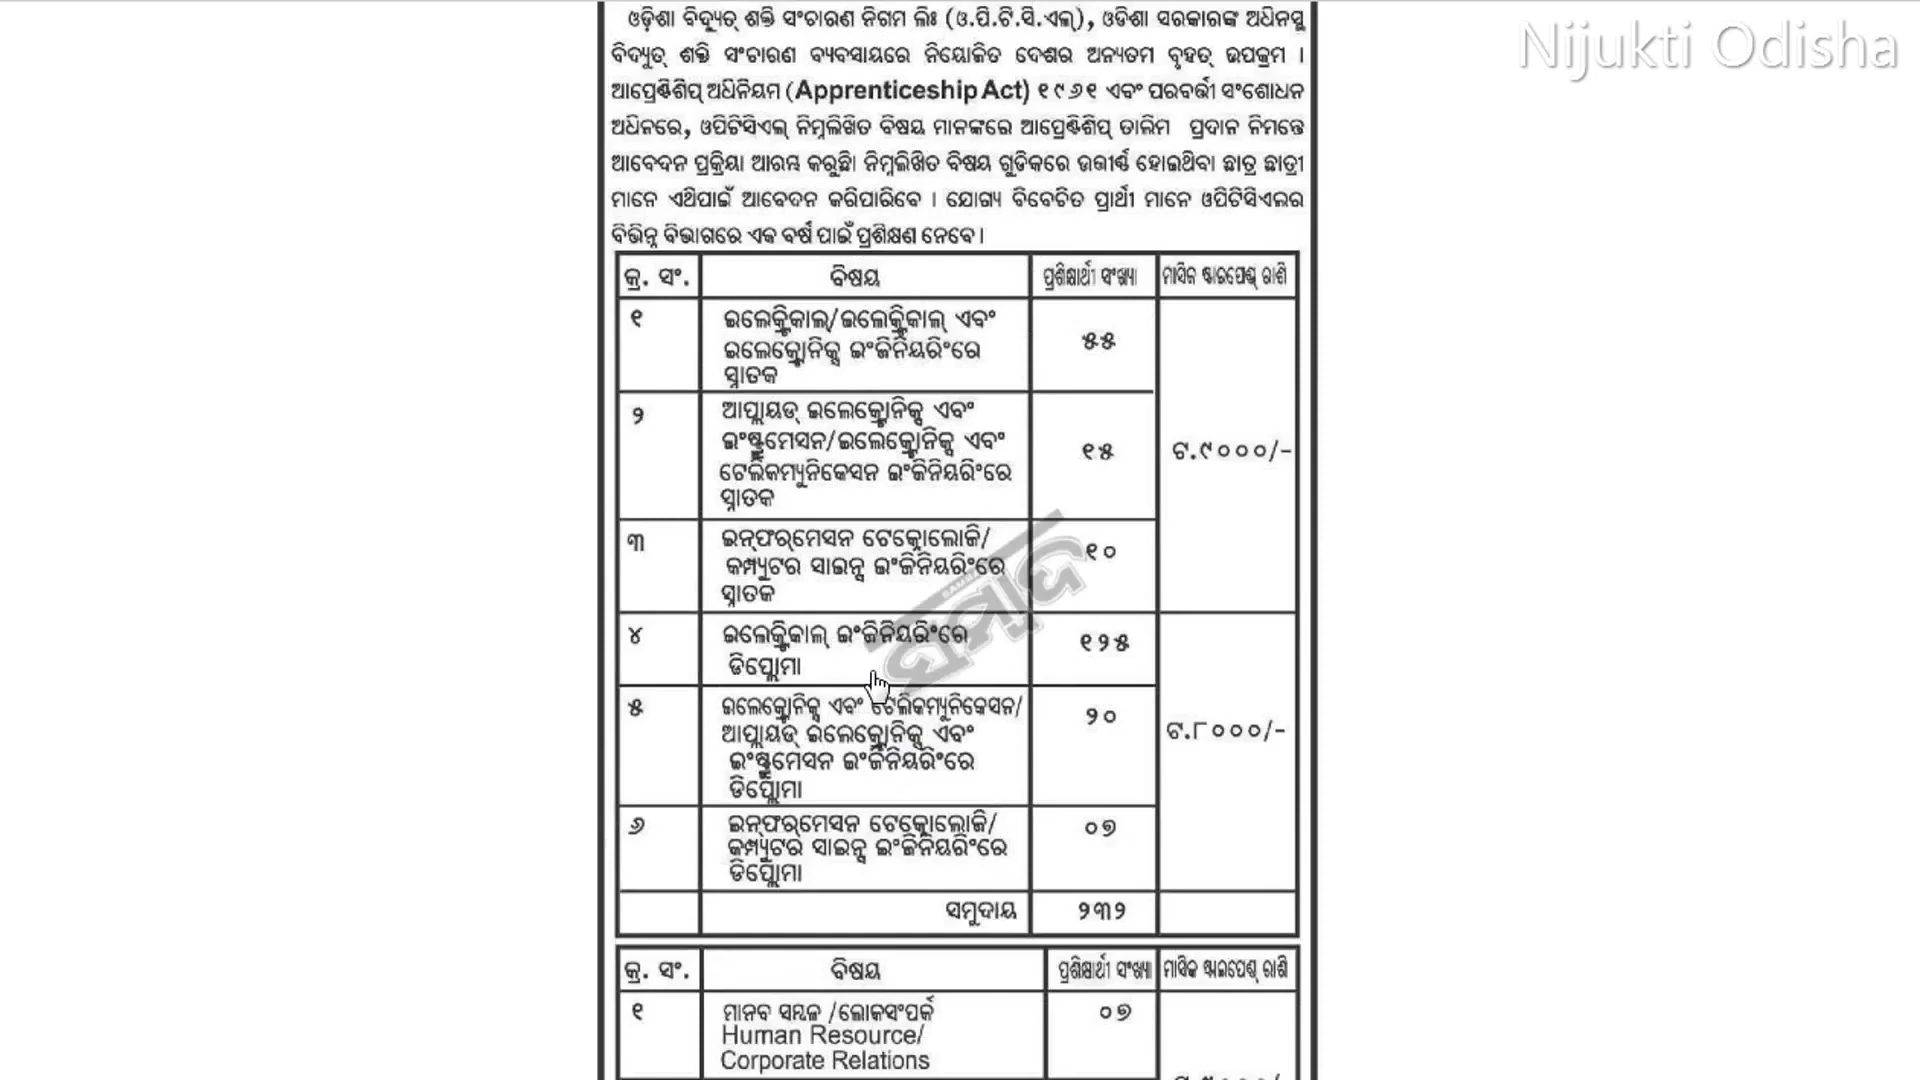 Nijukti Odisha
ଓଡ଼ିଶା ବିଦ୍ୟୁତ୍ ଶକ୍ତି ସଂଚାରଣ ନିଗମ ଲିଃ (ଓ.ପି.ଟି.ସି.ଏଲ୍), ଓଡିଶା ସରକାରଙ୍କ ଅଧିନସ୍ଥ
ବିଦ୍ୟୁତ୍ ଶକ୍ତି ସଂଚାରଣ ବ୍ୟବସାୟରେ ନିୟୋଜିତ ଦେଶର ଅନ୍ୟତମ ବୃହତ୍ ଉପକ୍ରମ ।
ଆପ୍ରେଣ୍ଟିସିପ୍ ଅଧିନିୟମ (Apprenticeship Act) ୧୯୬୧ ଏବଂ ପରବର୍ତ୍ତୀ ସଂଶୋଧନ
ଅଧିନରେ, ଓପିଟିସିଏଲ୍ ନିମ୍ନଲିଖିତ ବିଷୟ ମାନଙ୍କରେ ଆପ୍ରେଣ୍ଟିଶିପ୍ ତାଲିମ ପ୍ରଦାନ ନିମନ୍ତେ
ଆବେଦନ ପ୍ରକ୍ରିୟା ଆରମ୍ଭ କରୁଛି। ନିମ୍ନଲିଖିତ ବିଷୟ ଗୁଡିକରେ ଉତ୍ତୀର୍ଣ୍ଣ ହୋଇଥିବା ଛାତ୍ର ଛାତ୍ରୀ
ମାନେ ଏଥିପାଇଁ ଆବେଦନ କରିପାରିବେ । ଯୋଗ୍ୟ ବିବେଚିତ ପ୍ରାର୍ଥୀ ମାନେ ଓପିଟିସିଏଲର
ବିଭିନ୍ନ ବିଭାଗରେ ଏକ ବର୍ଷ ପାଇଁ ପ୍ରଶିକ୍ଷଣ ନେବେ।
କ୍ର. ସଂ. ବିଷୟ ପ୍ରଶିକ୍ଷାର୍ଥୀ ସଂଖ୍ୟା ମାସିକ ଷ୍ଟାଇପେଣ୍ଡ୍ ରାଶି
୧ ଇଲେକ୍ଟ୍ରିକାଲ୍/ଇଲେକ୍ଟ୍ରିକାଲ୍ ଏବଂ
ଇଲେକ୍ଟ୍ରୋନିକ୍ସ ଇଂଜିନିୟରିଂରେ
ସ୍ନାତକ ୫୫
୨ ଆପ୍ଲାୟଡ୍ ଇଲେକ୍ଟ୍ରୋନିକ୍ସ ଏବଂ
ଇଂଷ୍ଟ୍ରୁମେସନ/ଇଲେକ୍ଟ୍ରୋନିକ୍ସ ଏବଂ
ଟେଲିକମ୍ୟୁନିକେସନ ଇଂଜିନିୟରିଂରେ
ସ୍ନାତକ ୧୫ ଟ.୯୦୦୦/-
୩ ଇନ୍‌ଫର୍‌ମେସନ ଟେକ୍ନୋଲୋଜି/
କମ୍ପ୍ୟୁଟର ସାଇନ୍ସ ଇଂଜିନିୟରିଂରେ
ସ୍ନାତକ ୧୦
ସମ୍ବାଦ
୪ ଇଲେକ୍ଟ୍ରିକାଲ୍ ଇଂଜିନିୟରିଂରେ
ଡିପ୍ଲୋମା ୧୨୫
୫ ଇଲେକ୍ଟ୍ରୋନିକ୍ସ ଏବଂ ଟେଲିକମ୍ୟୁନିକେସନ/
ଆପ୍ଲାୟଡ୍ ଇଲେକ୍ଟ୍ରୋନିକ୍ସ ଏବଂ
ଇଂଷ୍ଟ୍ରୁମେସନ ଇଂଜିନିୟରିଂରେ
ଡିପ୍ଲୋମା ୨୦ ଟ.୮୦୦୦/-
୬ ଇନ୍‌ଫର୍‌ମେସନ ଟେକ୍ନୋଲୋଜି/
କମ୍ପ୍ୟୁଟର ସାଇନ୍ସ ଇଂଜିନିୟରିଂରେ
ଡିପ୍ଲୋମା ୦୭
ସମୁଦାୟ ୨୩୨
କ୍ର. ସଂ. ବିଷୟ ପ୍ରଶିକ୍ଷାର୍ଥୀ ସଂଖ୍ୟା ମାସିକ ଷ୍ଟାଇପେଣ୍ଡ୍ ରାଶି
୧ ମାନବ ସମ୍ବଳ /ଲୋକସଂପର୍କ ୦୭
Human Resource/
Corporate Relations